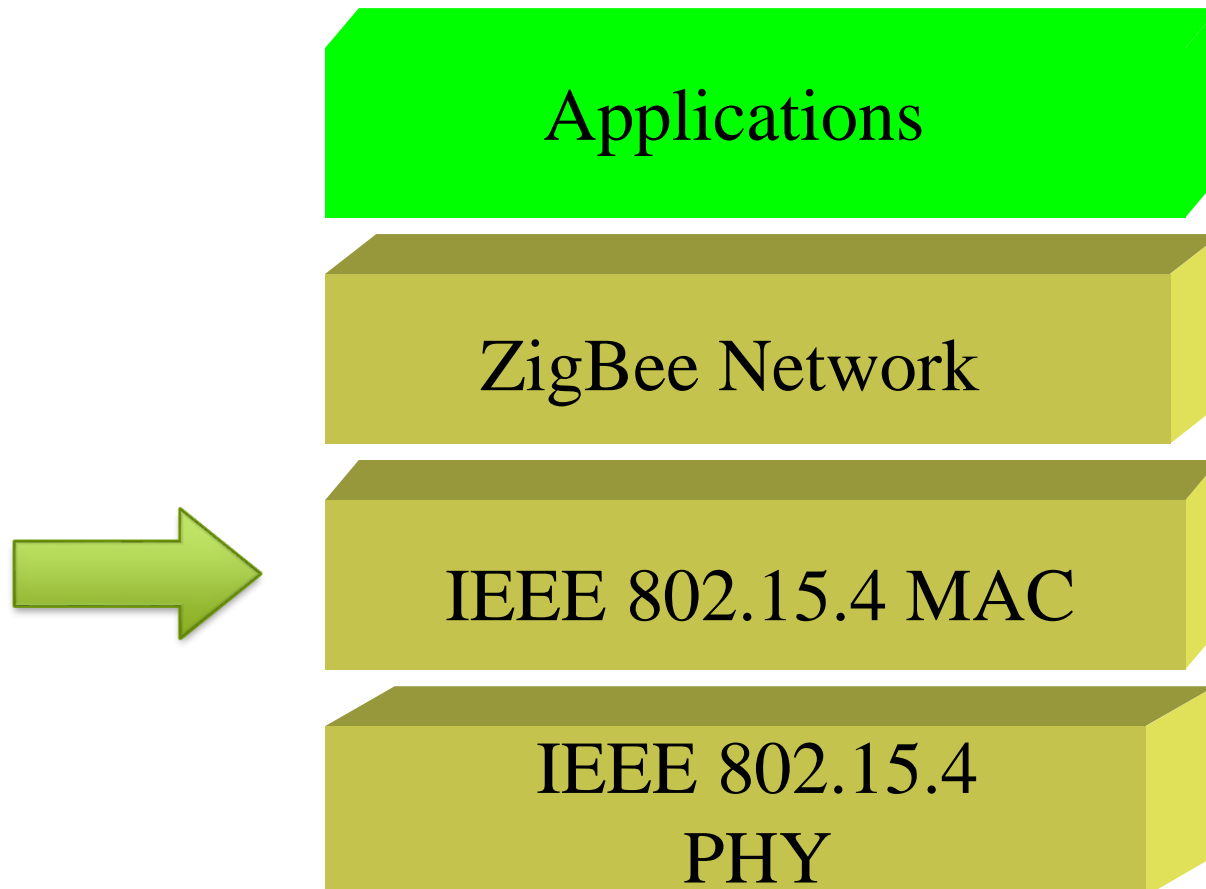 Applications
ZigBee Network
IEEE 802.15.4 MAC
IEEE 802.15.4
PHY